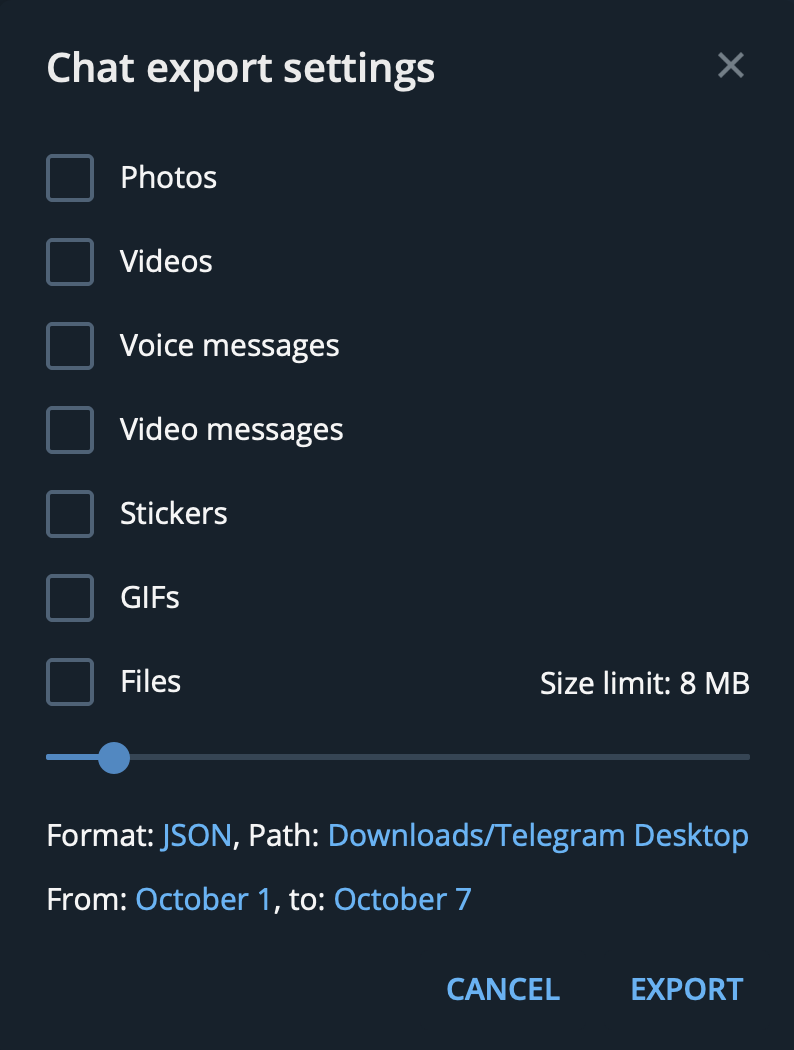 Chat export settings
Photos
Videos
Voice messages
Video messages
Stickers
GIFs
Files Size limit: 8 MB
Format: JSON, Path: Downloads/Telegram Desktop
From: October 1, to: October 7
CANCEL EXPORT